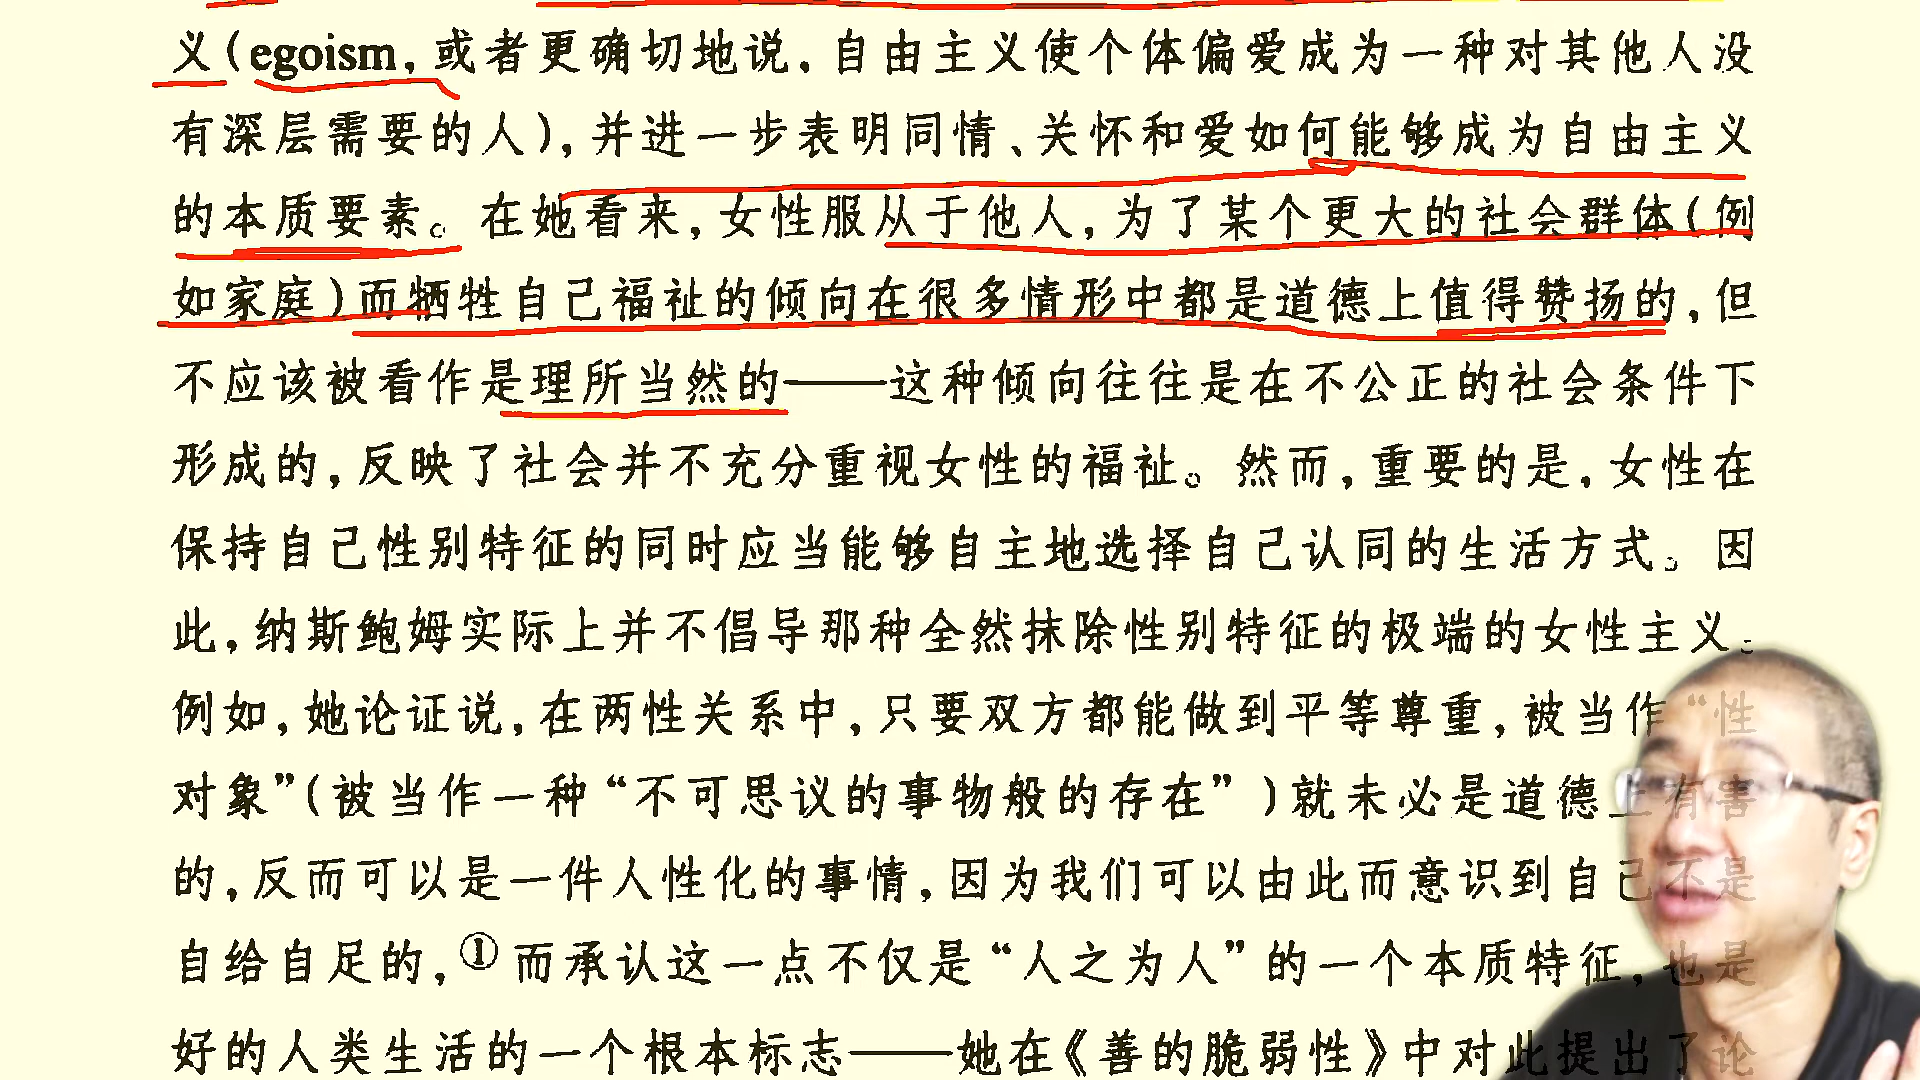 义(egoism,或者更确切地说,自由主义使个体偏爱成为一种对其他人没
有深层需要的人),并进一步表明同情、关怀和爱如何能够成为自由主义
的本质要素。在她看来,女性服从于他人,为了某个更大的社会群体(例
如家庭)而牺牲自己福祉的倾向在很多情形中都是道德上值得赞扬的,但
不应该被看作是理所当然的——这种倾向往往是在不公正的社会条件下
形成的,反映了社会并不充分重视女性的福祉。然而,重要的是,女性在
保持自己性别特征的同时应当能够自主地选择自己认同的生活方式。因
此,纳斯鲍姆实际上并不倡导那种全然抹除性别特征的极端的女性主义。
例如,她论证说,在两性关系中,只要双方都能做到平等尊重,被当作“性
对象”(被当作一种“不可思议的事物般的存在”)就未必是道德上有害
的,反而可以是一件人性化的事情,因为我们可以由此而意识到自己不是
自给自足的,①而承认这一点不仅是“人之为人”的一个本质特征,也是
好的人类生活的一个根本标志——她在《善的脆弱性》中对此提出了论